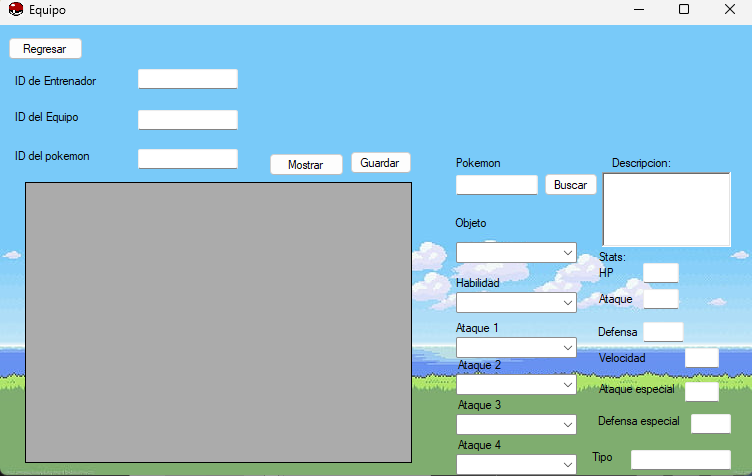 Equipo
Regresar
ID de Entrenador
ID del Equipo
ID del pokemon
Mostrar
Guardar
Pokemon
Descripcion:
Buscar
Objeto
Stats:
HP
Habilidad
Ataque
Ataque 1
Defensa
Velocidad
Ataque 2
Ataque especial
Ataque 3
Defensa especial
Ataque 4
Tipo